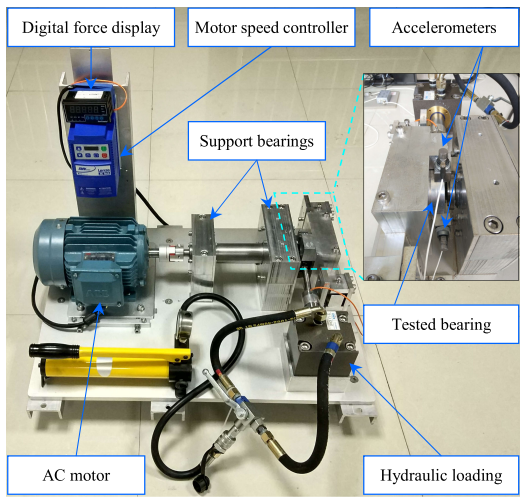 Digital force display
Motor speed controller
Accelerometers
Support bearings
Tested bearing
AC motor
Hydraulic loading